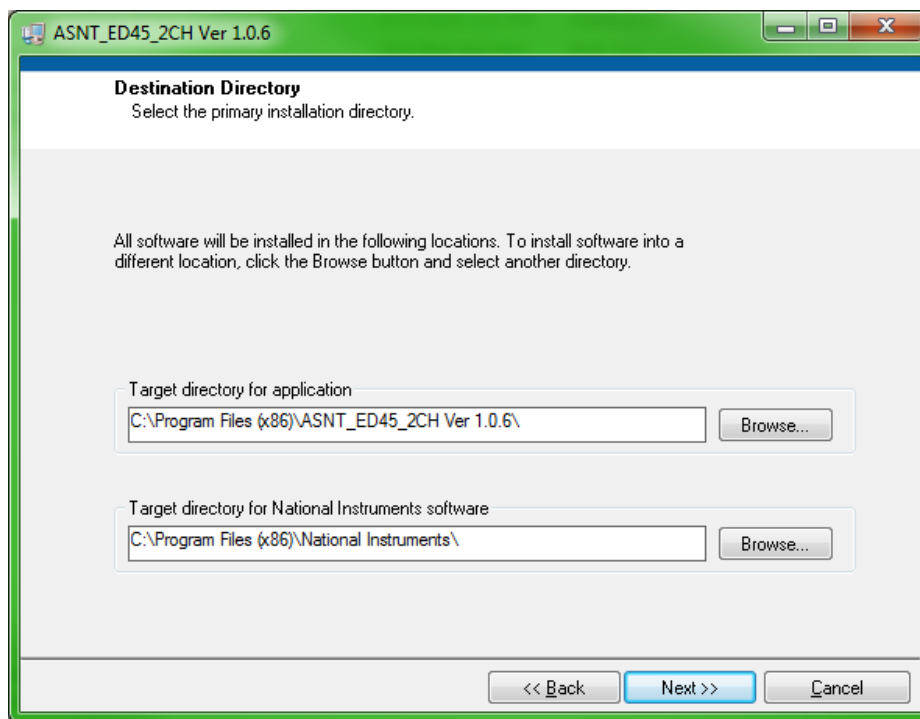 ASNT_ED45_2CH Ver 1.0.6
Destination Directory
Select the primary installation directory.
All software will be installed in the following locations. To install software into a
different location, click the Browse button and select another directory.
Target directory for application
C:\Program Files (x86)\ASNT_ED45_2CH Ver 1.0.6\
Browse...
Target directory for National Instruments software
C:\Program Files (x86)\National Instruments\
Browse...
<< Back
Next >>
Cancel